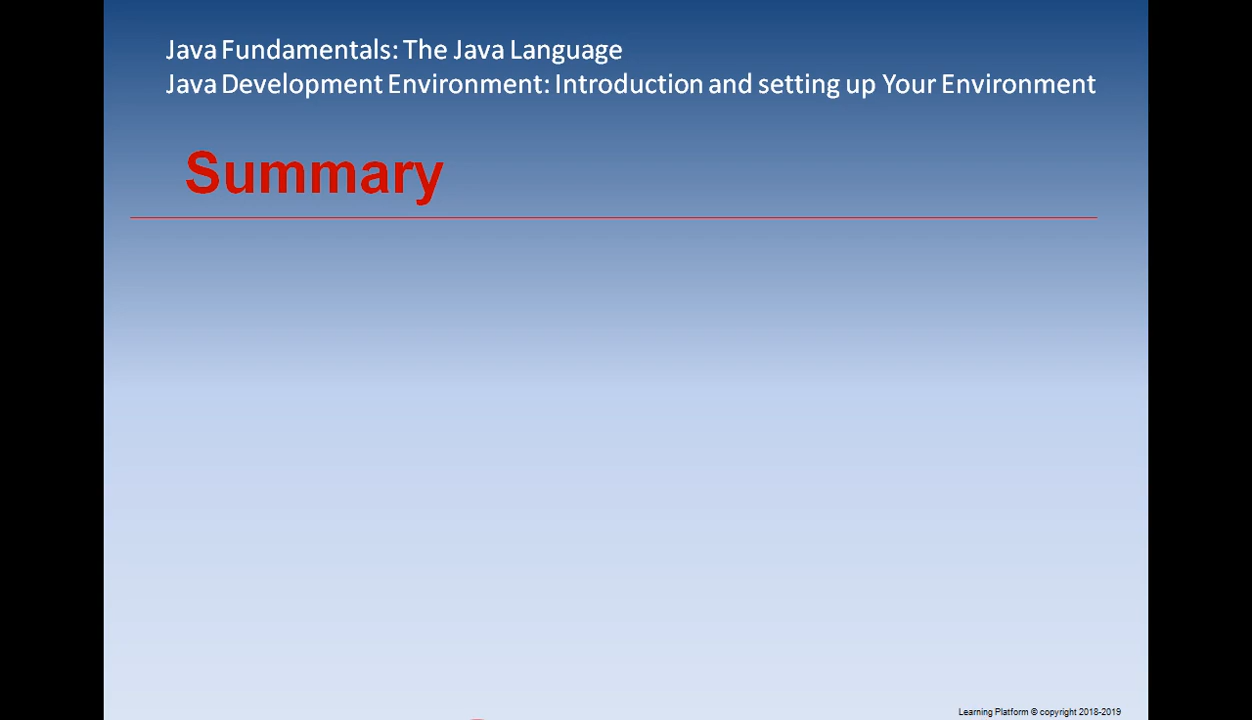 Java Fundamentals: The Java Language
Java Development Environment: Introduction and setting up Your Environment
Summary
Learning Platform © copyright 2018-2019